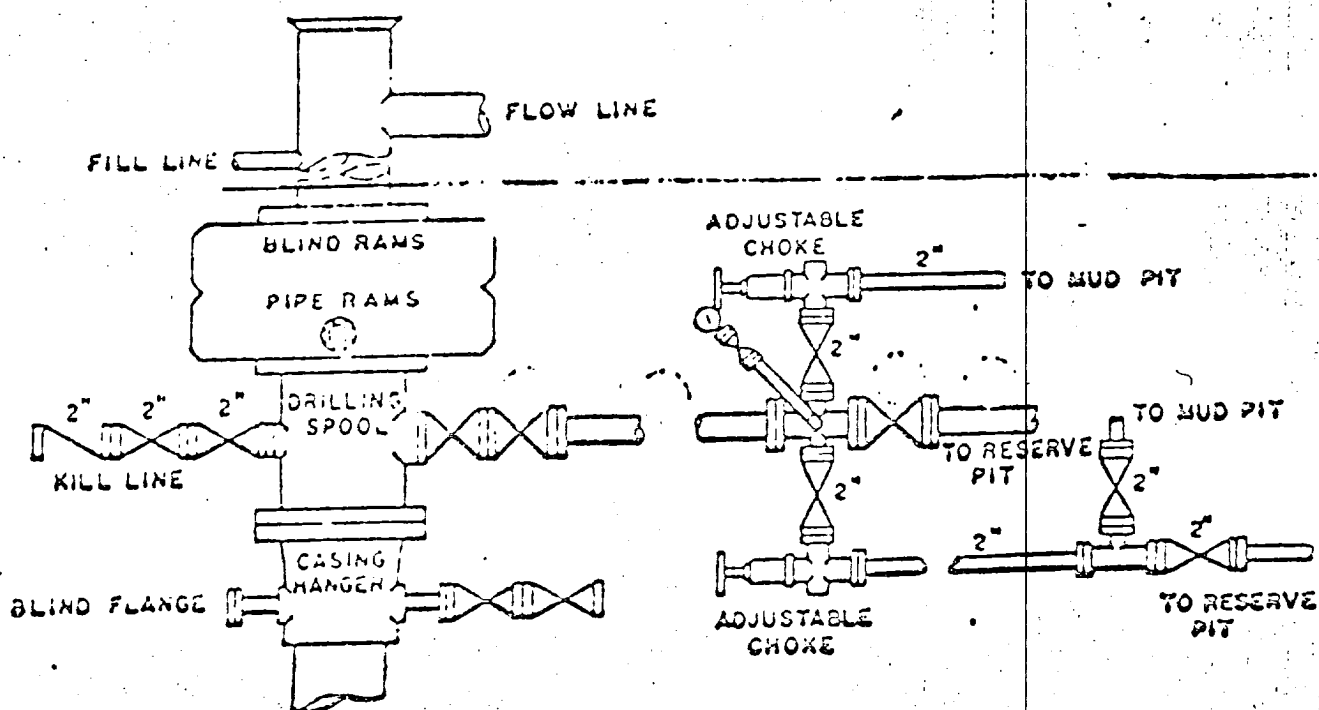 FLOW LINE
FILL LINE
BLIND RAMS
PIPE RAMS
ADJUSTABLE
CHOKE
2"
TO MUD PIT
2"
2" 2" 2"
DRILLING
SPOOL
KILL LINE
TO RESERVE
PIT
TO MUD PIT
2"
2"
2"
2"
CASING
HANGER
BLIND FLANGE
ADJUSTABLE
CHOKE
TO RESERVE
PIT